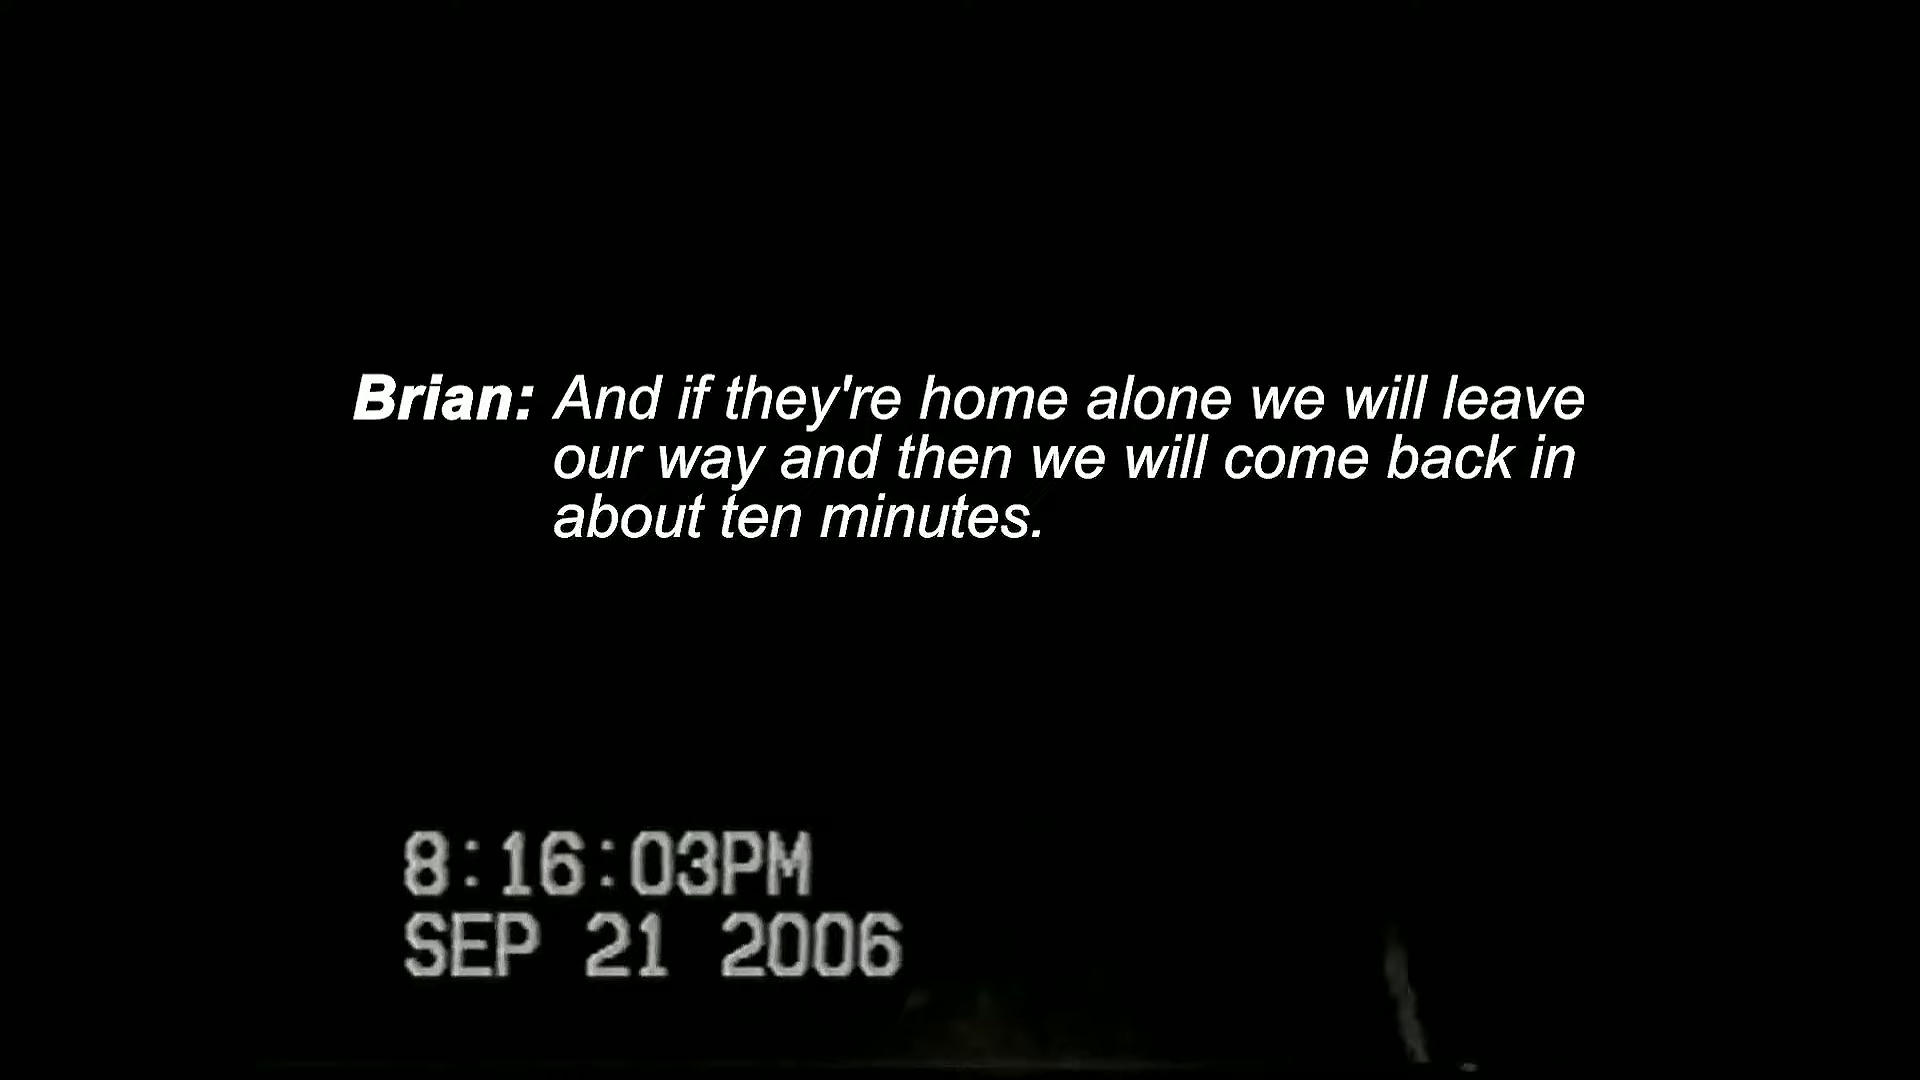 Brian: And if they're home alone we will leave
our way and then we will come back in
about ten minutes.
8:16:03PM
SEP 21 2006